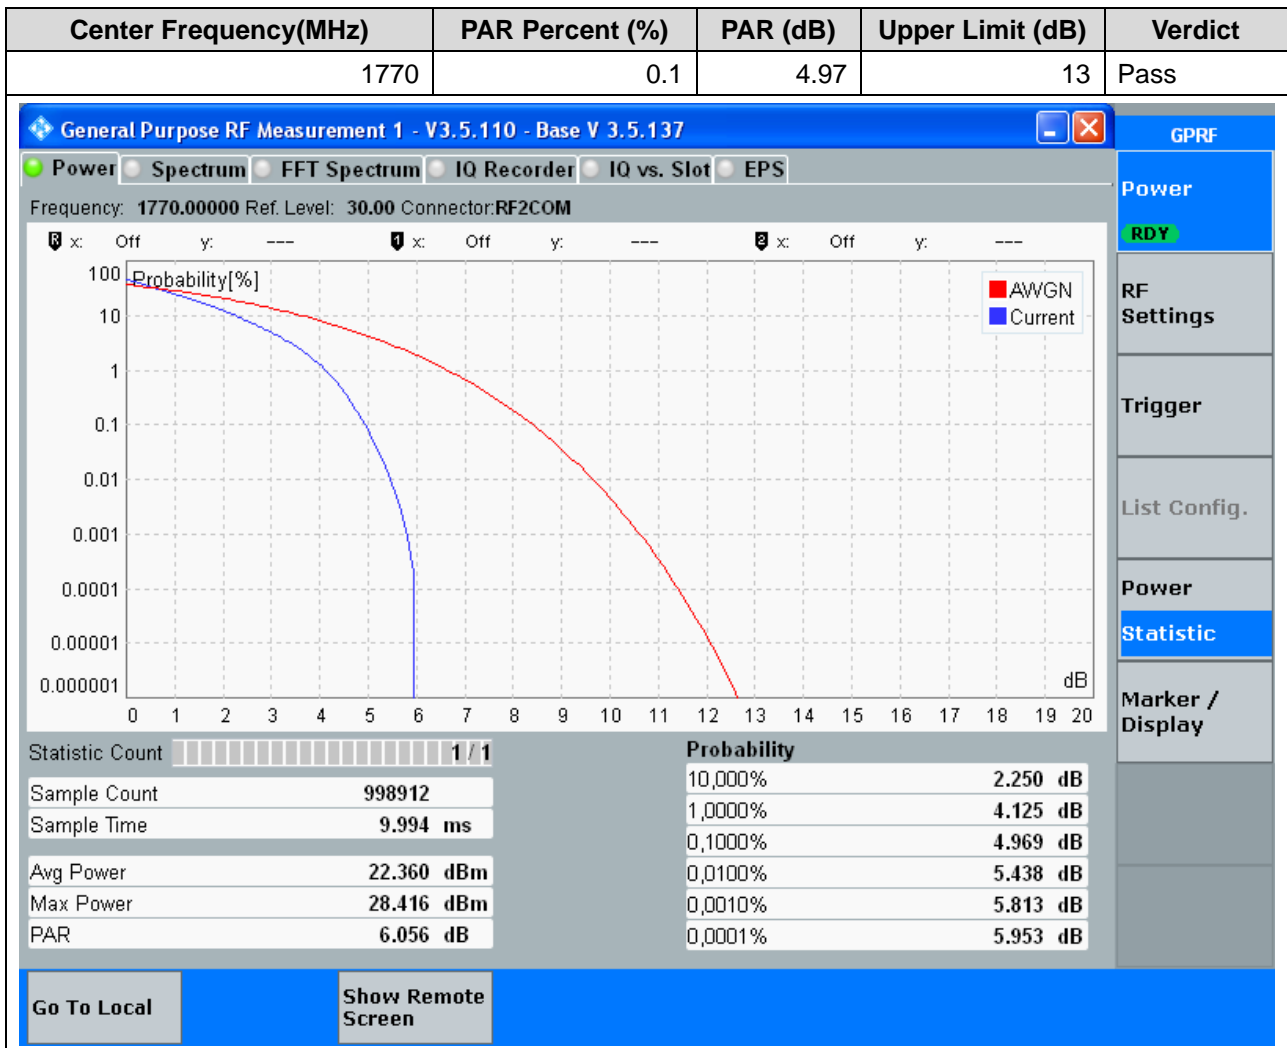 Center Frequency(MHz) PAR Percent (%) PAR (dB) Upper Limit (dB) Verdict
1770 0.1 4.97 13 Pass
General Purpose RF Measurement 1 - V3.5.110 - Base V 3.5.137
GPRF
Power Spectrum FFT Spectrum IQ Recorder IQ vs. Slot EPS
Frequency: 1770.00000 Ref. Level: 30.00 Connector:RF2COM
R x: Off y: --- 1 x: Off y: --- 2 x: Off y: ---
Probability[%]
AWGN
Current
100
10
1
0.1
0.01
0.001
0.0001
0.00001
0.000001
dB
0 1 2 3 4 5 6 7 8 9 10 11 12 13 14 15 16 17 18 19 20
Statistic Count 1 / 1
Sample Count 998912
Sample Time 9.994 ms
Avg Power 22.360 dBm
Max Power 28.416 dBm
PAR 6.056 dB
Probability
10,000% 2.250 dB
1,0000% 4.125 dB
0,1000% 4.969 dB
0,0100% 5.438 dB
0,0010% 5.813 dB
0,0001% 5.953 dB
Power
RDY
RF
Settings
Trigger
List Config.
Power
Statistic
Marker /
Display
Go To Local
Show Remote
Screen